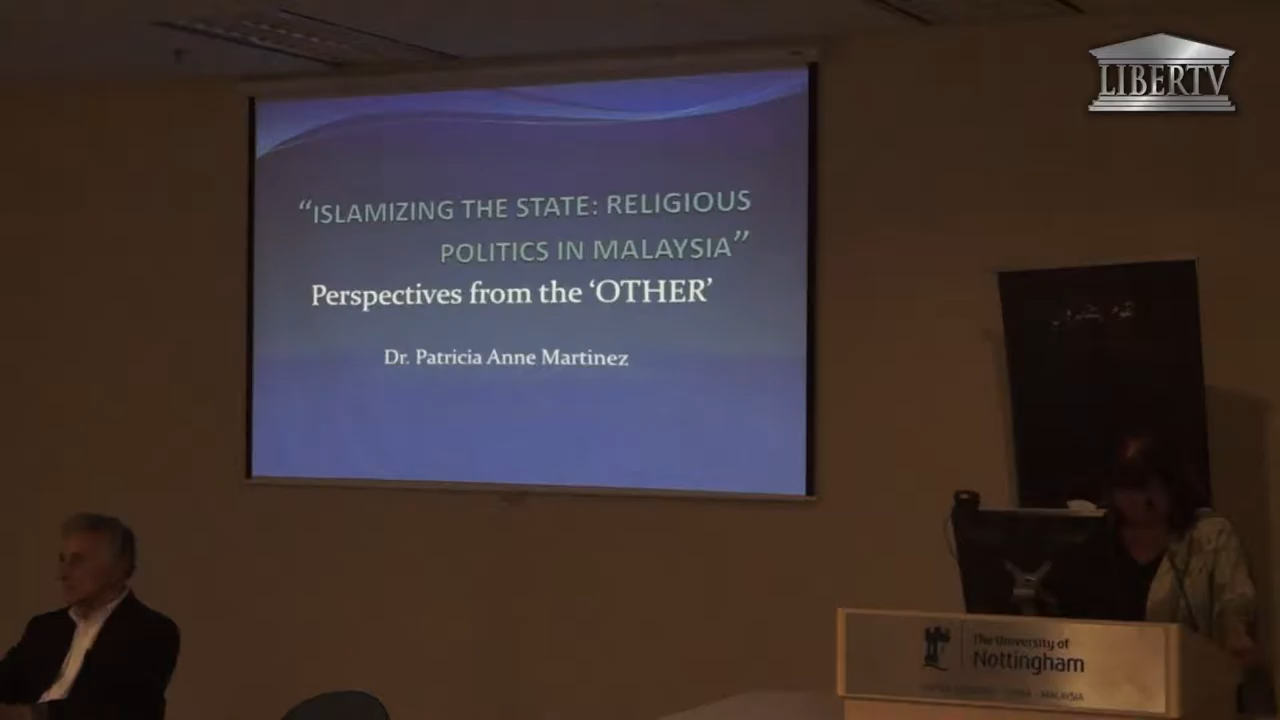 LIBERTV
“ISLAMIZING THE STATE: RELIGIOUS
POLITICS IN MALAYSIA”
Perspectives from the ‘OTHER’
Dr. Patricia Anne Martinez
The University of
Nottingham
MALAYSIA